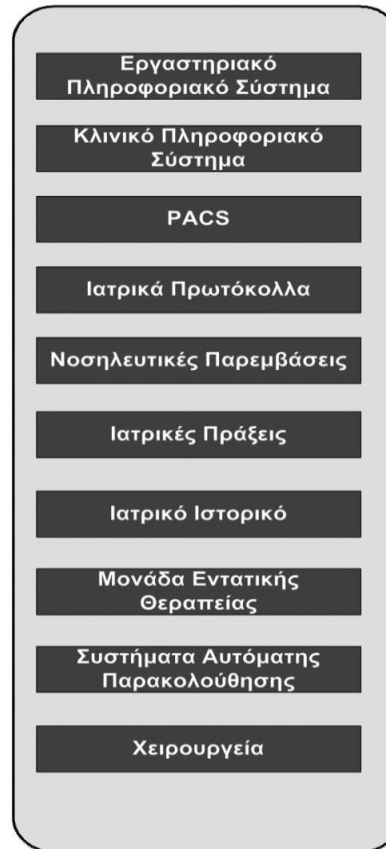 Εργαστηριακό
Πληροφοριακό Σύστημα
Κλινικό Πληροφοριακό
Σύστημα
PACS
Ιατρικά Πρωτόκολλα
Νοσηλευτικές Παρεμβάσεις
Ιατρικές Πράξεις
Ιατρικό Ιστορικό
Μονάδα Εντατικής
Θεραπείας
Συστήματα Αυτόματης
Παρακολούθησης
Χειρουργεία